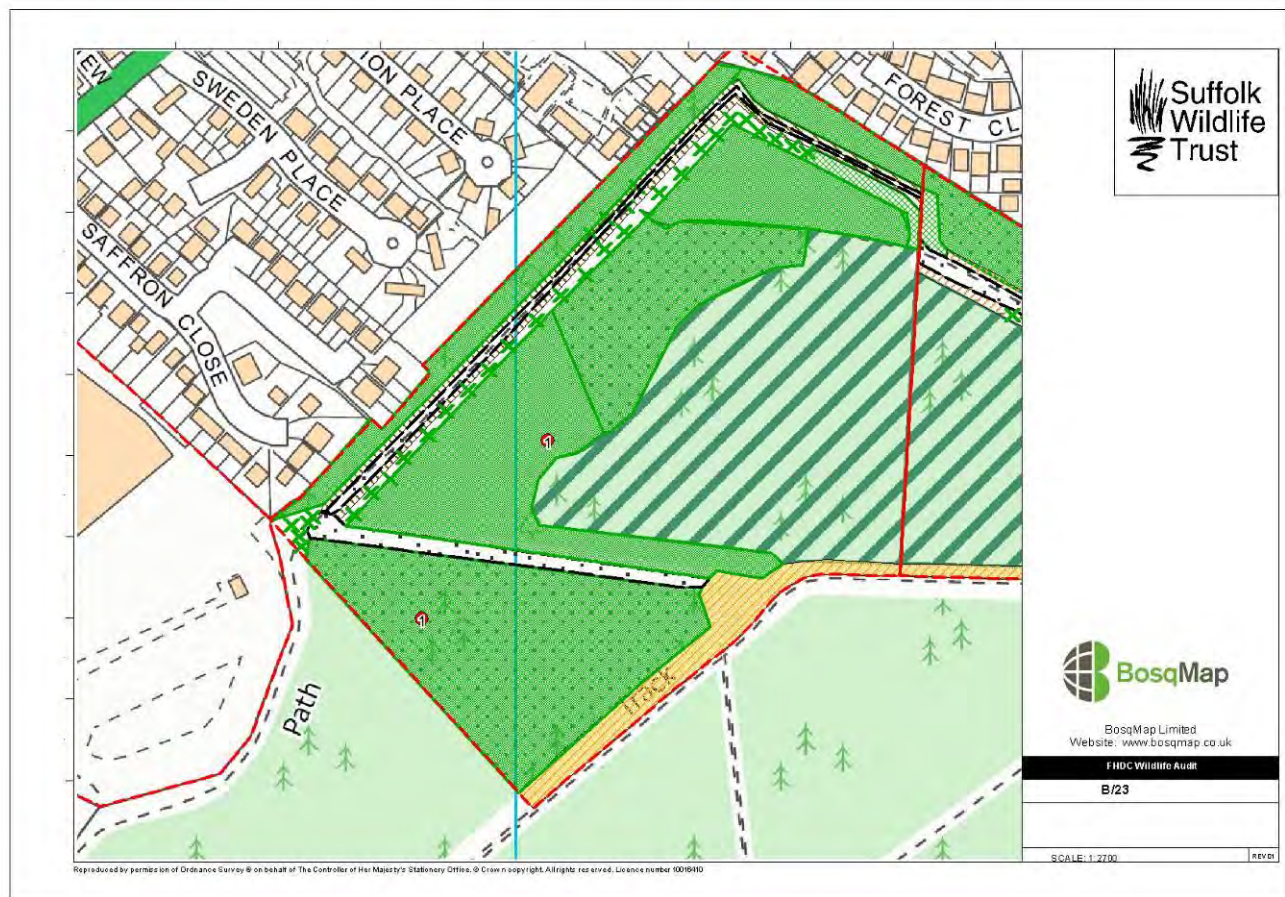 EW
SWEDEN PLACE
ION PLACE
FOREST CL
SAFFRON CLOSE
1
1
Path
Track
Suffolk
Wildlife
Trust
BosqMap
BosqMap Limited
Website: www.bosqmap.co.uk
FHDC Wildlife Audit
B/23
SCALE: 1:2700
REV 01
Reproduced by permission of Ordnance Survey ® on behalf of The Controller of Her Majesty's Stationery Office. © Crown copyright. All rights reserved. Licence number 10018410